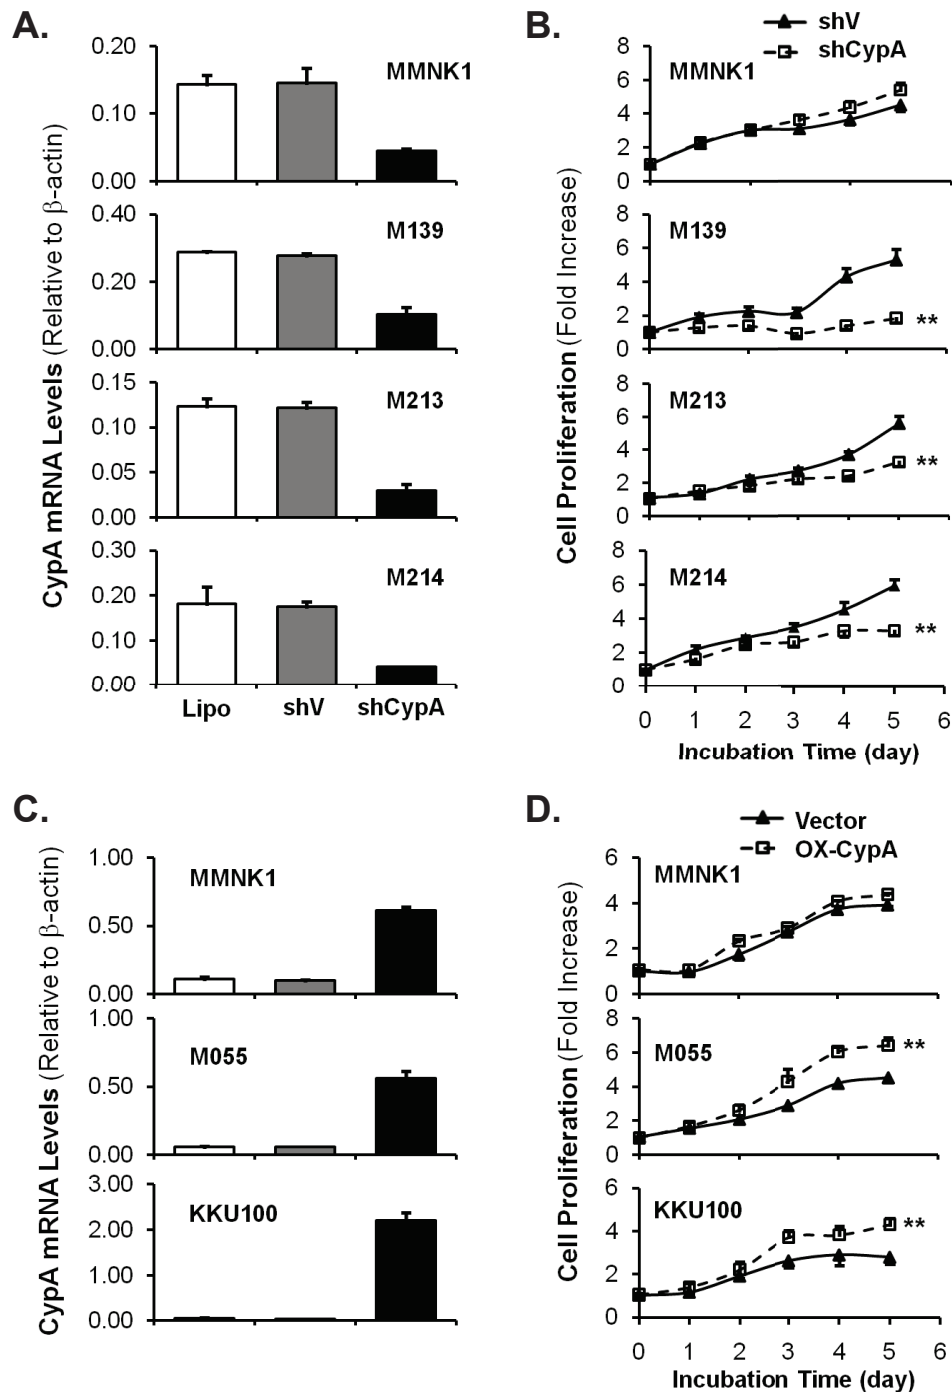 A.
CypA mRNA Levels (Relative to β-actin)
0.20
0.10
0.00
MMNK1
0.40
0.20
0.00
M139
0.15
0.10
0.05
0.00
M213
0.30
0.20
0.10
0.00
M214
Lipo shV shCypA
B.
shV
shCypA
Cell Proliferation (Fold Increase)
8
6
4
2
0
MMNK1
8
6
4
2
0
M139
**
8
6
4
2
0
M213
**
8
6
4
2
0
M214
**
0 1 2 3 4 5 6
Incubation Time (day)
C.
CypA mRNA Levels (Relative to β-actin)
1.00
0.50
0.00
MMNK1
1.00
0.50
0.00
M055
3.00
2.00
1.00
0.00
KKU100
D.
Vector
OX-CypA
Cell Proliferation (Fold Increase)
6
4
2
0
MMNK1
8
6
4
2
0
M055
**
6
4
2
0
KKU100
**
0 1 2 3 4 5 6
Incubation Time (day)